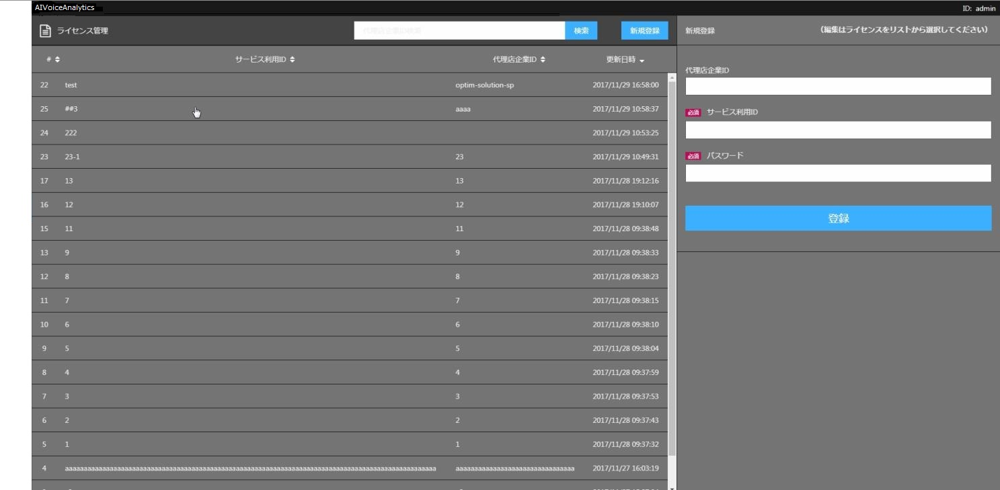 AIVoiceAnalytics
ID: admin
ライセンス管理
代理店企業ID検索
検索
新規登録
新規登録
（編集はライセンスをリストから選択してください）
# サービス利用ID 代理店企業ID 更新日時
22 test optim-solution-sp 2017/11/29 16:58:00
25 ##3 aaaa 2017/11/29 10:58:37
24 222 2017/11/29 10:53:25
23 23-1 23 2017/11/29 10:49:31
17 13 13 2017/11/28 19:12:16
16 12 12 2017/11/28 19:10:07
15 11 11 2017/11/28 09:38:48
13 9 9 2017/11/28 09:38:33
12 8 8 2017/11/28 09:38:23
11 7 7 2017/11/28 09:38:15
10 6 6 2017/11/28 09:38:10
9 5 5 2017/11/28 09:38:04
8 4 4 2017/11/28 09:37:59
7 3 3 2017/11/28 09:37:53
6 2 2 2017/11/28 09:37:43
5 1 1 2017/11/28 09:37:32
4 2017/11/27 16:03:19
代理店企業ID
必須 サービス利用ID
必須 パスワード
登録